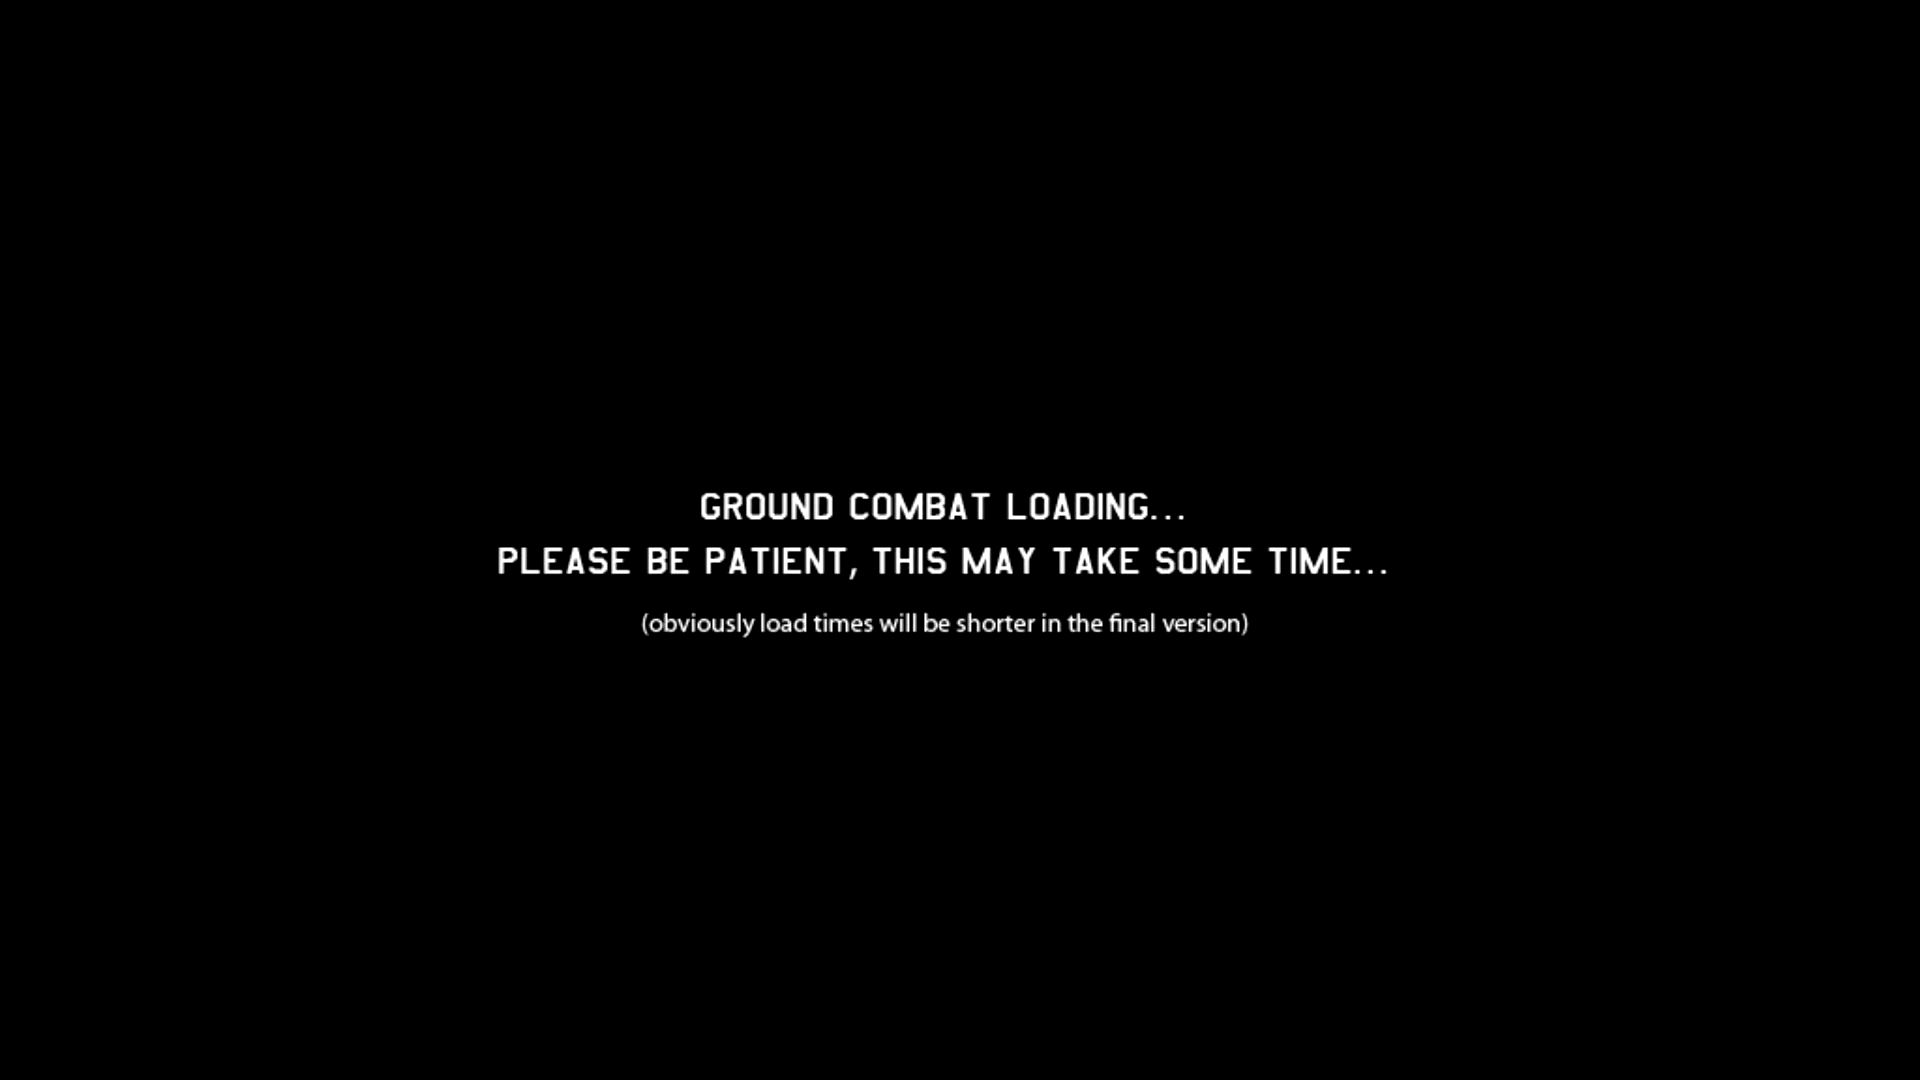 GROUND COMBAT LOADING...
PLEASE BE PATIENT, THIS MAY TAKE SOME TIME...
(obviously load times will be shorter in the final version)